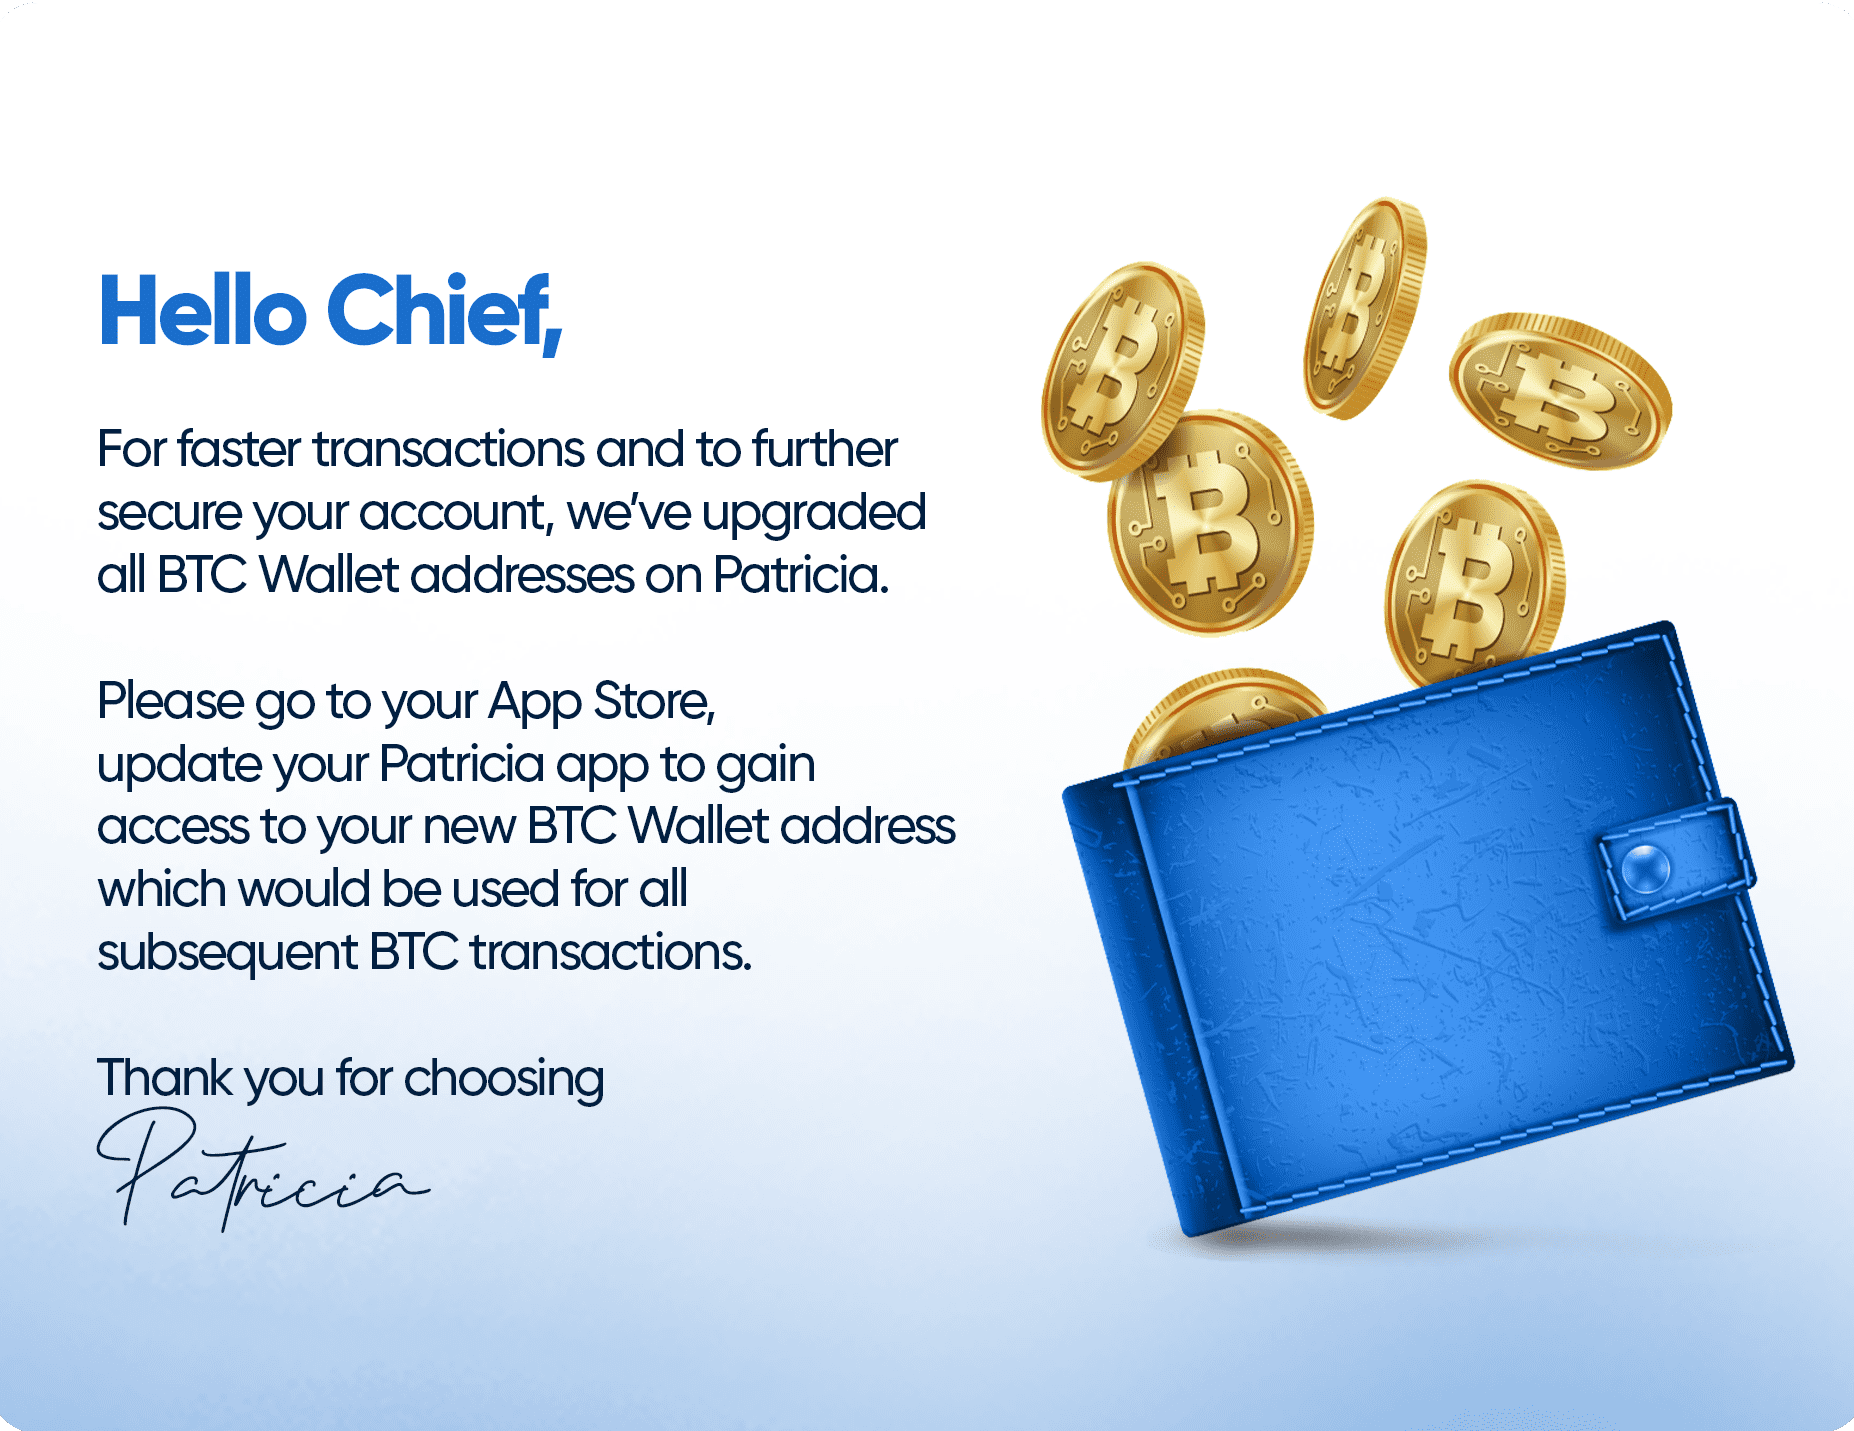 Hello Chief,
For faster transactions and to further
secure your account, we’ve upgraded
all BTC Wallet addresses on Patricia.
Please go to your App Store,
update your Patricia app to gain
access to your new BTC Wallet address
which would be used for all
subsequent BTC transactions.
Thank you for choosing
Patricia